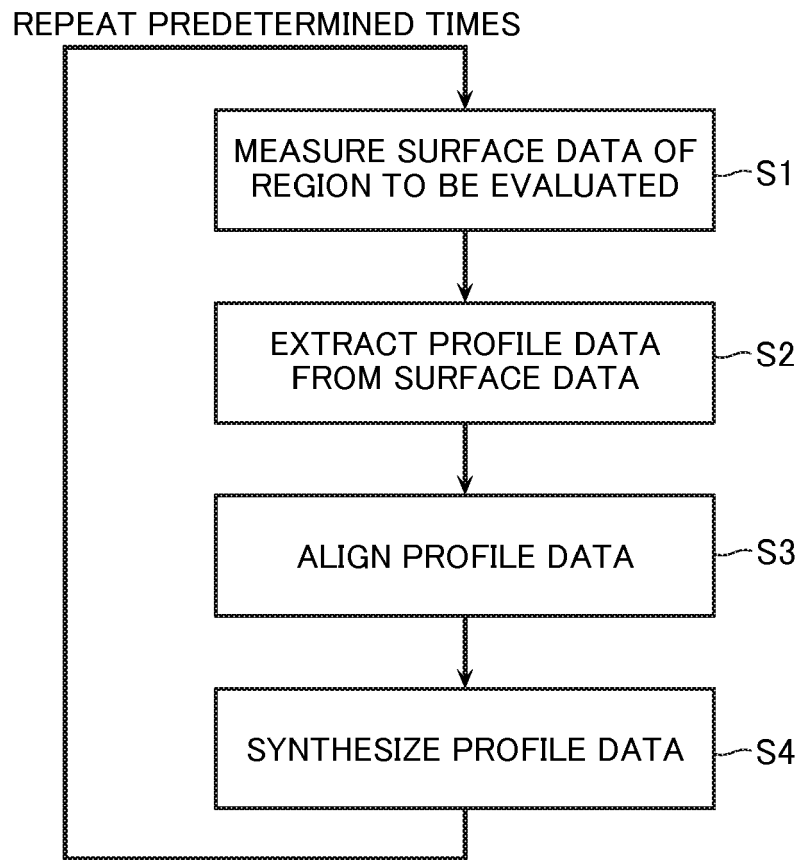 REPEAT PREDETERMINED TIMES
MEASURE SURFACE DATA OF
REGION TO BE EVALUATED
S1
EXTRACT PROFILE DATA
FROM SURFACE DATA
S2
ALIGN PROFILE DATA
S3
SYNTHESIZE PROFILE DATA
S4